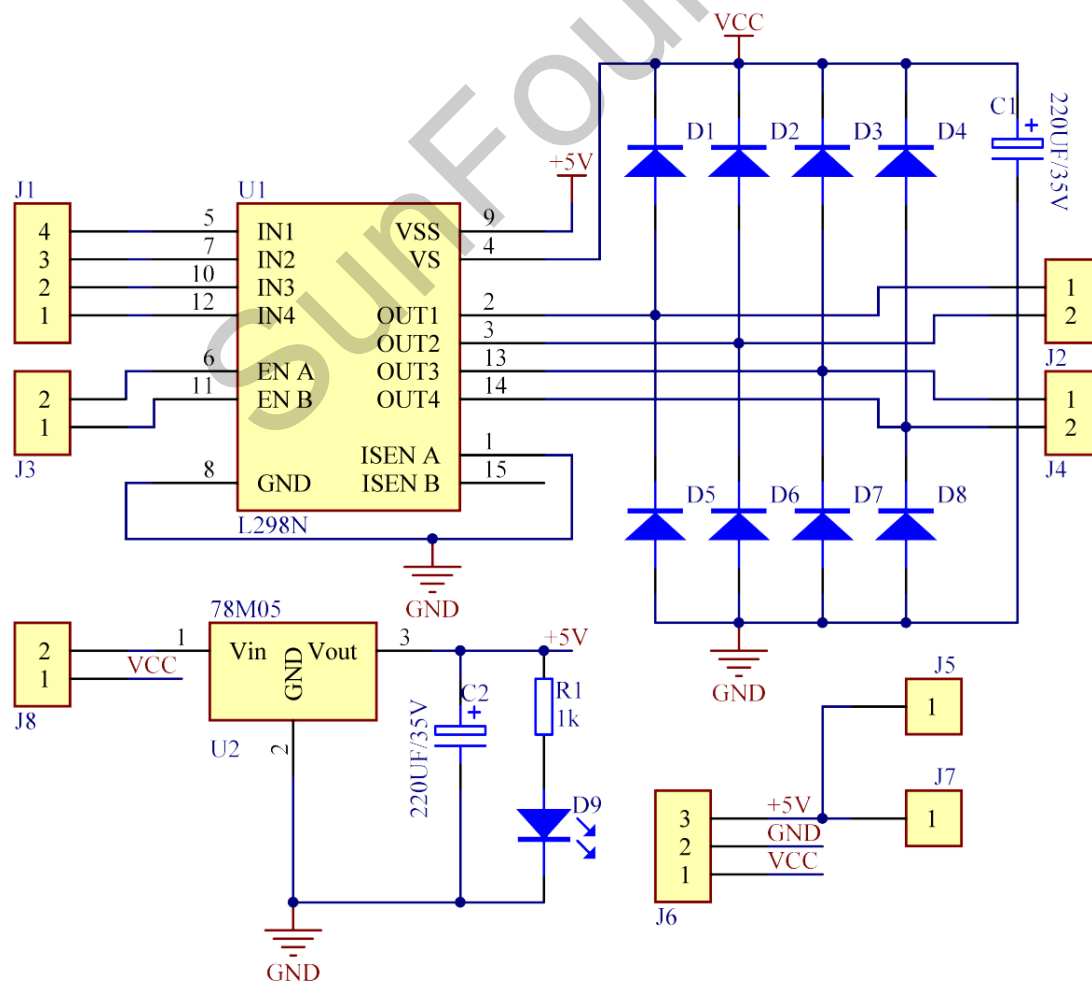 VCC
D1
D2
D3
D4
C1
220UF/35V
+5V
J1
4
3
2
1
5
7
10
12
U1
IN1
IN2
IN3
IN4
EN A
EN B
GND
VSS
VS
OUT1
OUT2
OUT3
OUT4
ISEN A
ISEN B
L298N
9
4
2
3
13
14
1
15
6
11
8
2
1
J3
1
2
J2
1
2
J4
D5
D6
D7
D8
GND
GND
78M05
Vin
GND
Vout
U2
1
2
3
2
1
VCC
J8
+5V
C2
220UF/35V
R1
1k
D9
GND
J5
1
J7
1
3
2
1
+5V
GND
VCC
J6
SunFou